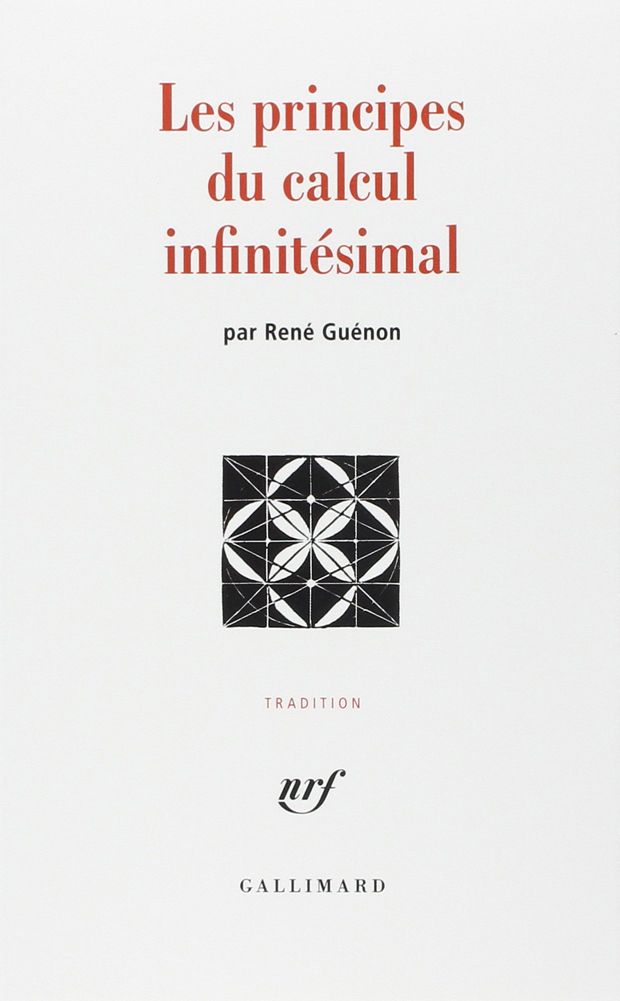 Les principes
du calcul
infinitésimal
par René Guénon
TRADITION
nrf
GALLIMARD